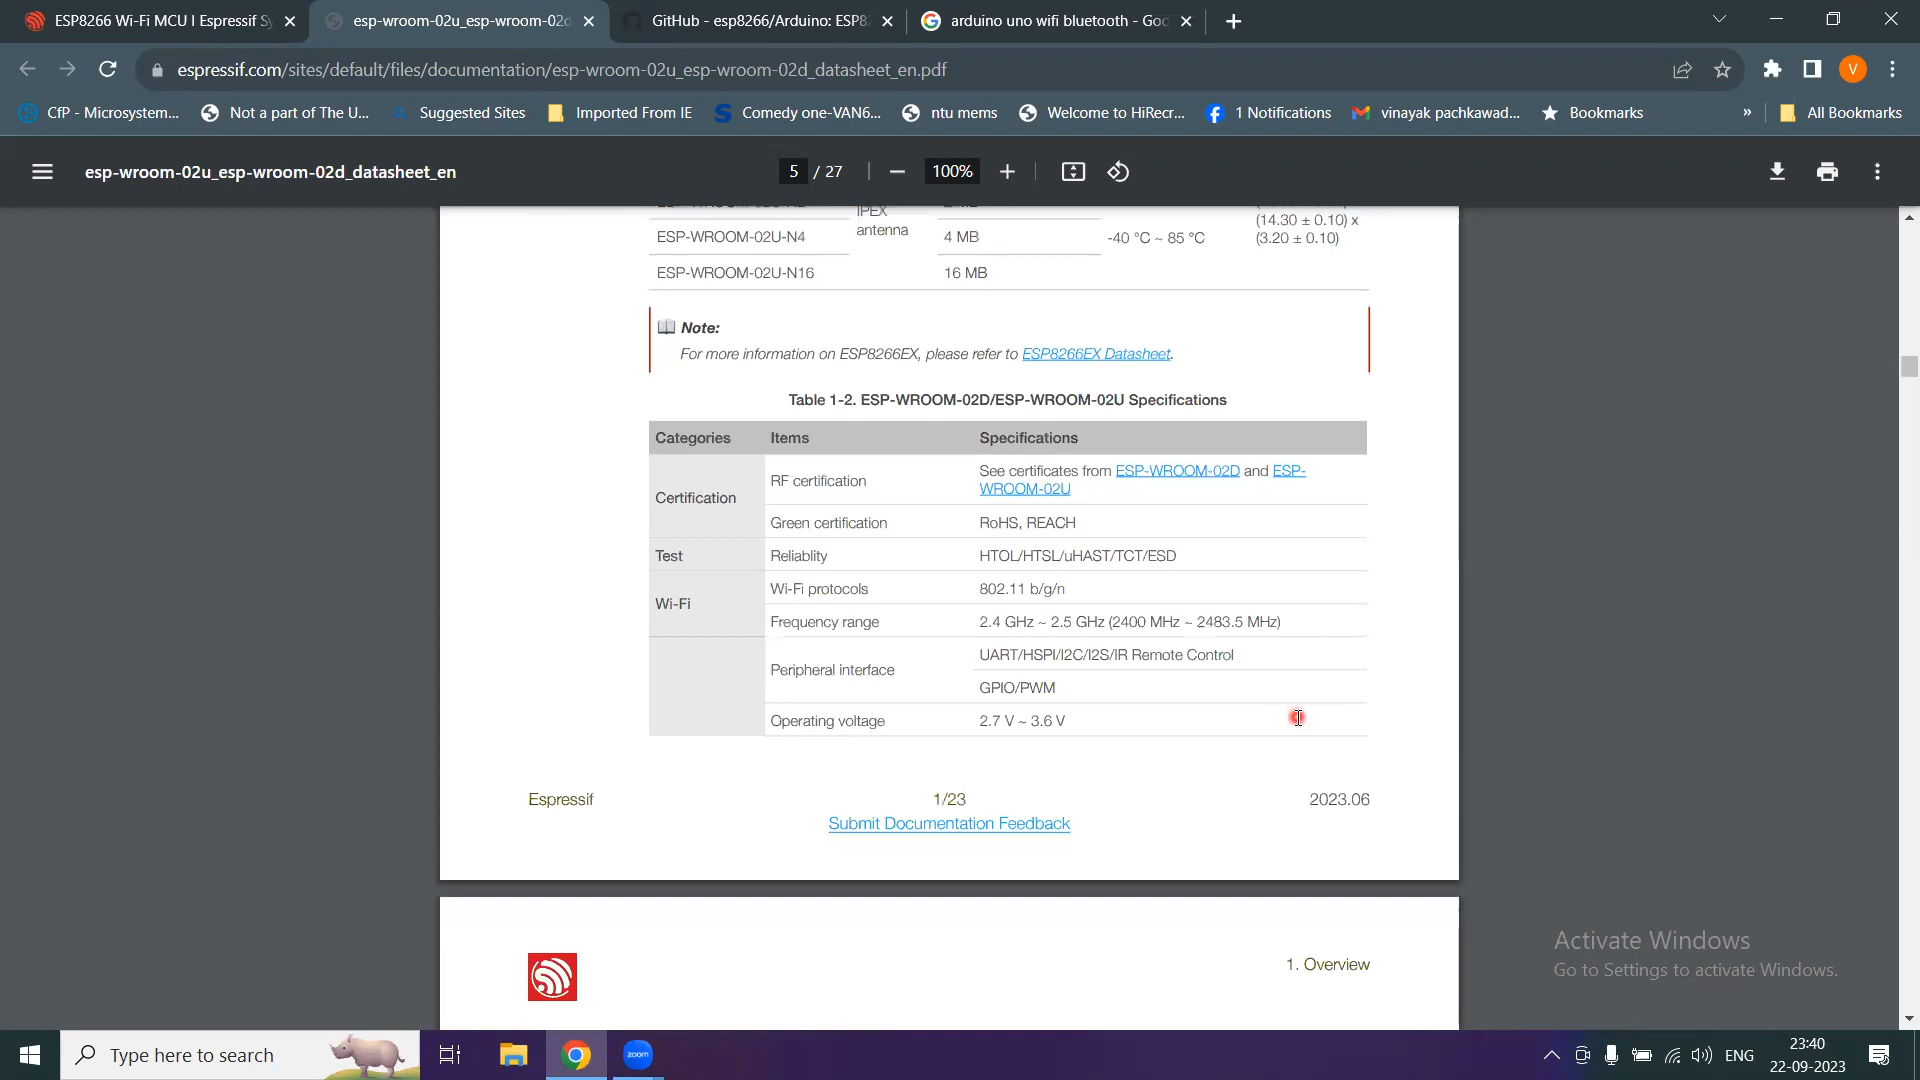 ESP8266 Wi-Fi MCU I Espressif Sy
esp-wroom-02u_esp-wroom-02d
GitHub - esp8266/Arduino: ESP8
arduino uno wifi bluetooth - Goo
espressif.com/sites/default/files/documentation/esp-wroom-02u_esp-wroom-02d_datasheet_en.pdf
V
CfP - Microsystem...
Not a part of The U...
Suggested Sites
Imported From IE
Comedy one-VAN6...
ntu mems
Welcome to HiRecr...
1 Notifications
vinayak pachkawad...
Bookmarks
»
All Bookmarks
esp-wroom-02u_esp-wroom-02d_datasheet_en
5 / 27
100%
IPEX
antenna
(14.30 ± 0.10) x
(3.20 ± 0.10)
ESP-WROOM-02U-N4
4 MB
-40 °C ~ 85 °C
ESP-WROOM-02U-N16
16 MB
Note:
For more information on ESP8266EX, please refer to ESP8266EX Datasheet.
Table 1-2. ESP-WROOM-02D/ESP-WROOM-02U Specifications
Categories Items Specifications
Certification
RF certification
See certificates from ESP-WROOM-02D and ESP-
WROOM-02U
Green certification RoHS, REACH
Test Reliablity HTOL/HTSL/uHAST/TCT/ESD
Wi-Fi
Wi-Fi protocols 802.11 b/g/n
Frequency range 2.4 GHz ~ 2.5 GHz (2400 MHz ~ 2483.5 MHz)
Peripheral interface
UART/HSPI/I2C/I2S/IR Remote Control
GPIO/PWM
Operating voltage 2.7 V ~ 3.6 V
Espressif 1/23 2023.06
Submit Documentation Feedback
1. Overview
Activate Windows
Go to Settings to activate Windows.
Type here to search
zoom
ENG
23:40
22-09-2023